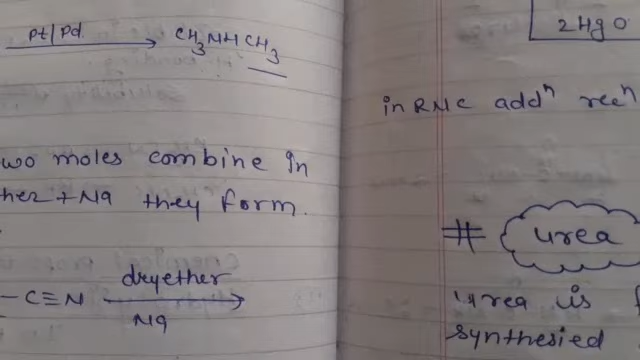 Pt/Pd
CH3NHCH3
wo moles combine in
her + Na they form.
- C≡N dryether
Na
2HgO
in RNC addn recn
# urea
urea is
synthesied